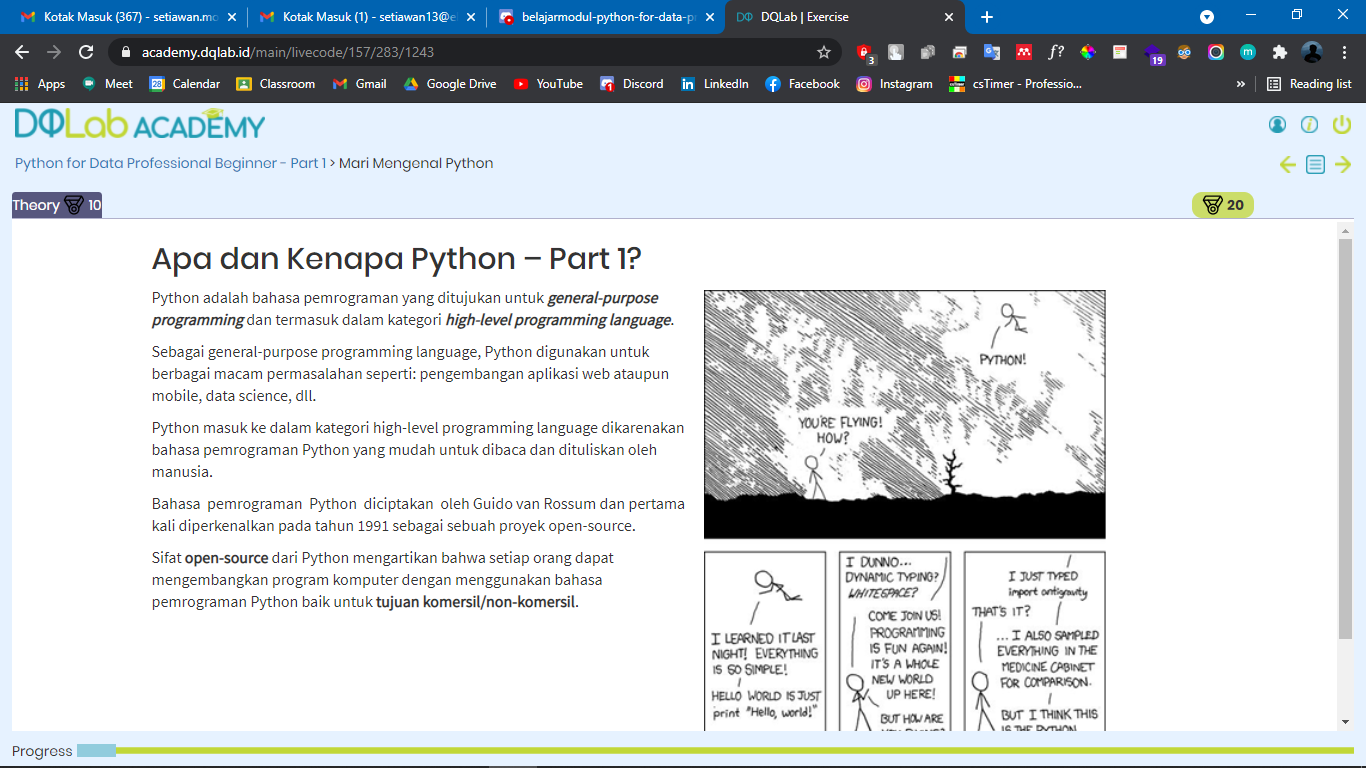 Kotak Masuk (367) - setiawan.mo
Kotak Masuk (1) - setiawan13@e
belajarmodul-python-for-data-p
DQLab | Exercise
academy.dqlab.id/main/livecode/157/283/1243
3
f?
19
Apps
Meet
28
Calendar
Classroom
Gmail
Google Drive
YouTube
Discord
LinkedIn
Facebook
Instagram
csTimer - Professio...
»
Reading list
DQLab ACADEMY
Python for Data Professional Beginner - Part 1 > Mari Mengenal Python
Theory 10
20
Apa dan Kenapa Python – Part 1?
Python adalah bahasa pemrograman yang ditujukan untuk general-purpose
programming dan termasuk dalam kategori high-level programming language.
Sebagai general-purpose programming language, Python digunakan untuk
berbagai macam permasalahan seperti: pengembangan aplikasi web ataupun
mobile, data science, dll.
Python masuk ke dalam kategori high-level programming language dikarenakan
bahasa pemrograman Python yang mudah untuk dibaca dan dituliskan oleh
manusia.
Bahasa pemrograman Python diciptakan oleh Guido van Rossum dan pertama
kali diperkenalkan pada tahun 1991 sebagai sebuah proyek open-source.
Sifat open-source dari Python mengartikan bahwa setiap orang dapat
mengembangkan program komputer dengan menggunakan bahasa
pemrograman Python baik untuk tujuan komersil/non-komersil.
PYTHON!
YOU'RE FLYING!
HOW?
I LEARNED IT LAST
NIGHT! EVERYTHING
IS SO SIMPLE!
HELLO WORLD IS JUST
print "Hello, world!"
I DUNNO...
DYNAMIC TYPING?
WHITESPACE?
COME JOIN US!
PROGRAMMING
IS FUN AGAIN!
IT'S A WHOLE
NEW WORLD
UP HERE!
BUT HOW ARE
I JUST TYPED
import antigravity
THAT'S IT?
... I ALSO SAMPLED
EVERYTHING IN THE
MEDICINE CABINET
FOR COMPARISON.
BUT I THINK THIS
IS THE PYTHON.
Progress